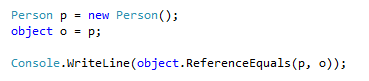 Person p = new Person();
object o = p;
Console.WriteLine(object.ReferenceEquals(p, o));